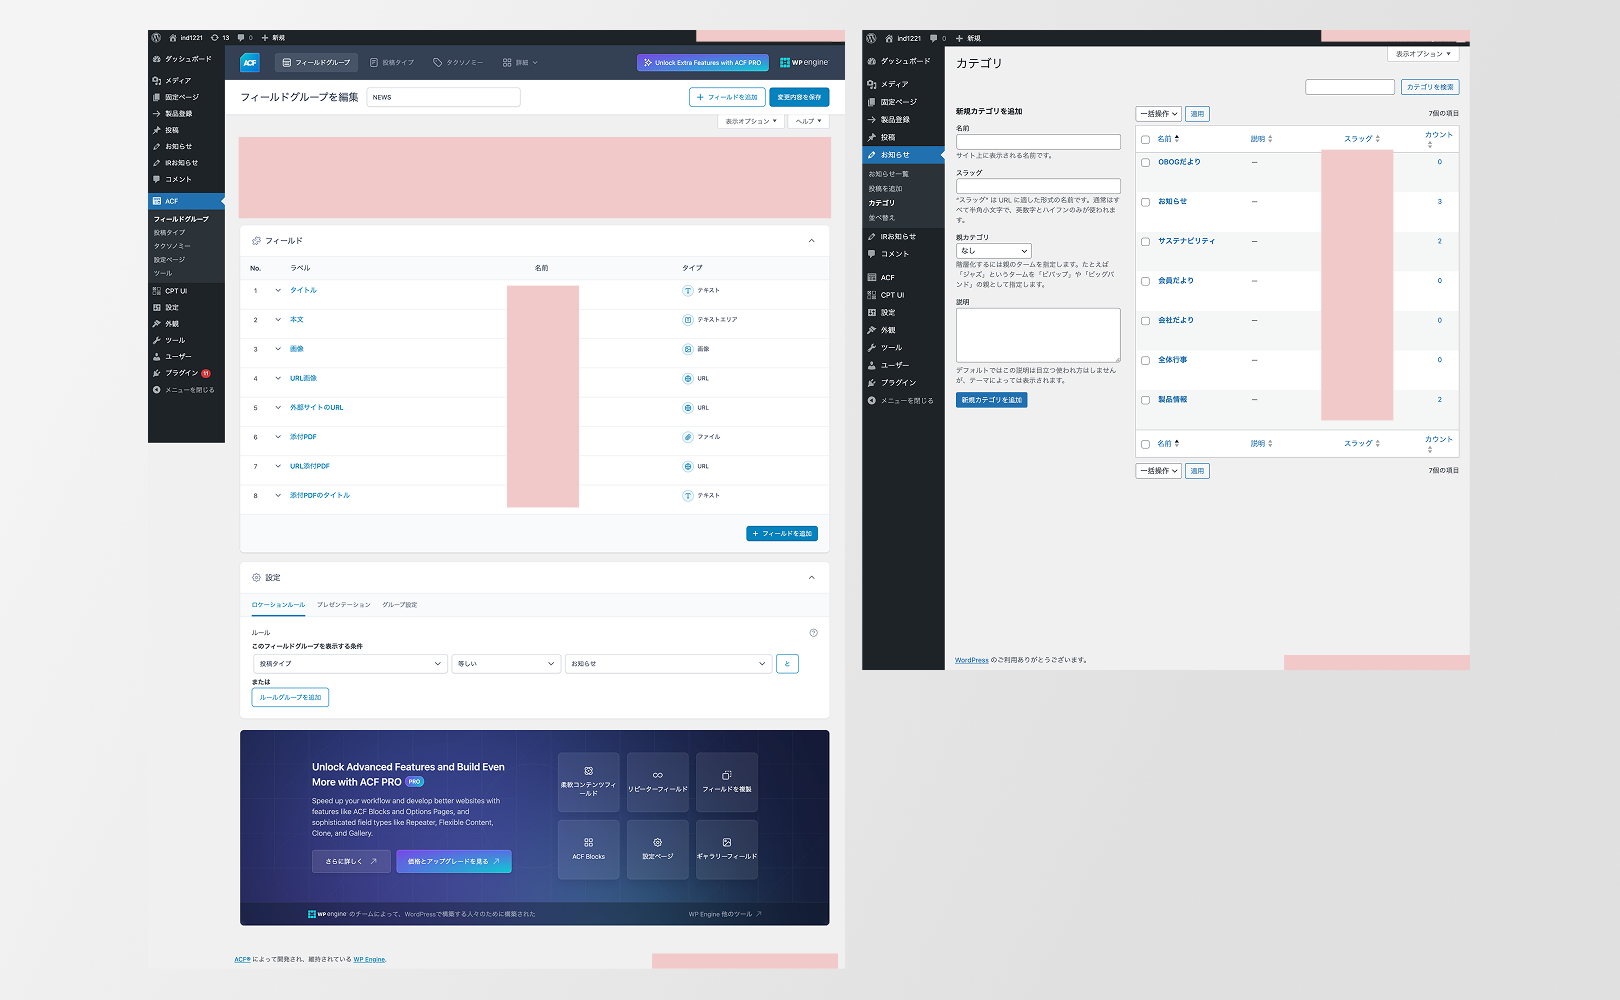 ind1221 13 0 新規
ダッシュボード
メディア
固定ページ
製品登録
投稿
お知らせ
IRお知らせ
コメント
ACF
フィールドグループ
投稿タイプ
タクソノミー
設定ページ
ツール
CPT UI
設定
外観
ツール
ユーザー
プラグイン 11
メニューを閉じる
ACF フィールドグループ 投稿タイプ タクソノミー 詳細 Unlock Extra Features with ACF PRO WP engine
フィールドグループを編集 NEWS + フィールドを追加 変更内容を保存
表示オプション ヘルプ
フィールド
No. ラベル 名前 タイプ
1 タイトル テキスト
2 本文 テキストエリア
3 画像 画像
4 URL画像 URL
5 外部サイトのURL URL
6 添付PDF ファイル
7 URL添付PDF URL
8 添付PDFのタイトル テキスト
+ フィールドを追加
設定
ロケーションルール プレゼンテーション グループ設定
ルール
このフィールドグループを表示する条件
投稿タイプ 等しい お知らせ と
または
ルールグループを追加
Unlock Advanced Features and Build Even
More with ACF PRO PRO
Speed up your workflow and develop better websites with
features like ACF Blocks and Options Pages, and
sophisticated field types like Repeater, Flexible Content,
Clone, and Gallery.
さらに詳しく 価格とアップグレードを見る
柔軟コンテンツフィ
ールド
リピーターフィールド
フィールドを複製
ACF Blocks
設定ページ
ギャラリーフィールド
WP engine のチームによって、WordPressで構築する人々のために構築された WP Engine 他のツール
ACF® によって開発され、維持されている WP Engine.
ind1221 0 新規
ダッシュボード
メディア
固定ページ
製品登録
投稿
お知らせ
お知らせ一覧
投稿を追加
カテゴリ
並べ替え
IRお知らせ
コメント
ACF
CPT UI
設定
外観
ツール
ユーザー
プラグイン
メニューを閉じる
表示オプション
カテゴリ
カテゴリを検索
新規カテゴリを追加
名前
サイト上に表示される名前です。
スラッグ
"スラッグ" は URL に適した形式の名前です。通常はす
べて半角小文字で、英数字とハイフンのみが使われま
す。
親カテゴリ
なし
階層化するには親のタームを指定します。たとえば
「ジャズ」というタームを「ビバップ」や「ビッグバ
ンド」の親として指定します。
説明
デフォルトではこの説明は目立つ使われ方はしません
が、テーマによっては表示されます。
新規カテゴリを追加
一括操作 適用 7個の項目
名前 説明 スラッグ カウント
OBOGだより — 0
お知らせ — 3
サステナビリティ — 2
会員だより — 0
会社だより — 0
全体行事 — 0
製品情報 — 2
名前 説明 スラッグ カウント
一括操作 適用 7個の項目
WordPress のご利用ありがとうございます。